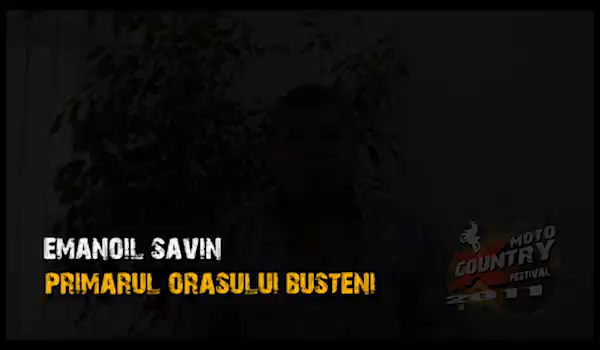 EMANOIL SAVIN
PRIMARUL ORASULUI BUSTENI
MOTO
COUNTRY
FESTIVAL
2011